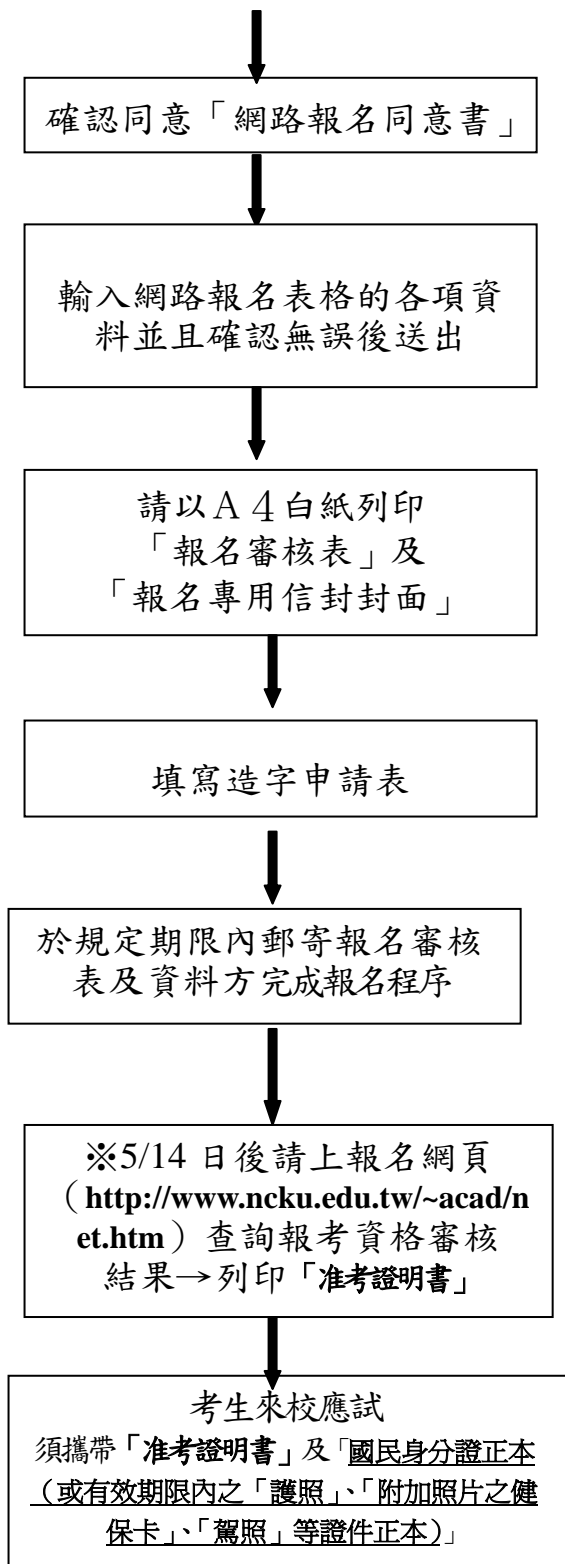 確認同意「網路報名同意書」
輸入網路報名表格的各項資
料並且確認無誤後送出
請以A４白紙列印
「報名審核表」及
「報名專用信封封面」
填寫造字申請表
於規定期限內郵寄報名審核
表及資料方完成報名程序
※5/14 日後請上報名網頁
（http://www.ncku.edu.tw/~acad/n
et.htm）查詢報考資格審核
結果→列印「准考證明書」
考生來校應試
須攜帶「准考證明書」及「國民身分證正本
（或有效期限內之「護照」、「附加照片之健
保卡」、「駕照」等證件正本）」